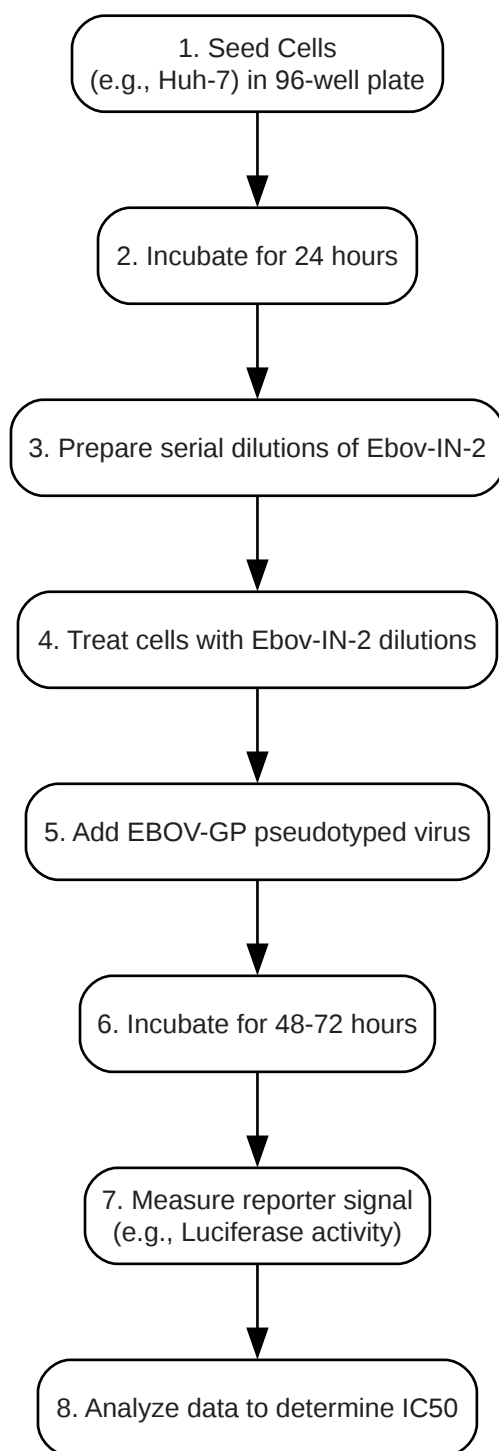 1. Seed Cells
(e.g., Huh-7) in 96-well plate
2. Incubate for 24 hours
3. Prepare serial dilutions of Ebov-IN-2
4. Treat cells with Ebov-IN-2 dilutions
5. Add EBOV-GP pseudotyped virus
6. Incubate for 48-72 hours
7. Measure reporter signal
(e.g., Luciferase activity)
8. Analyze data to determine IC50